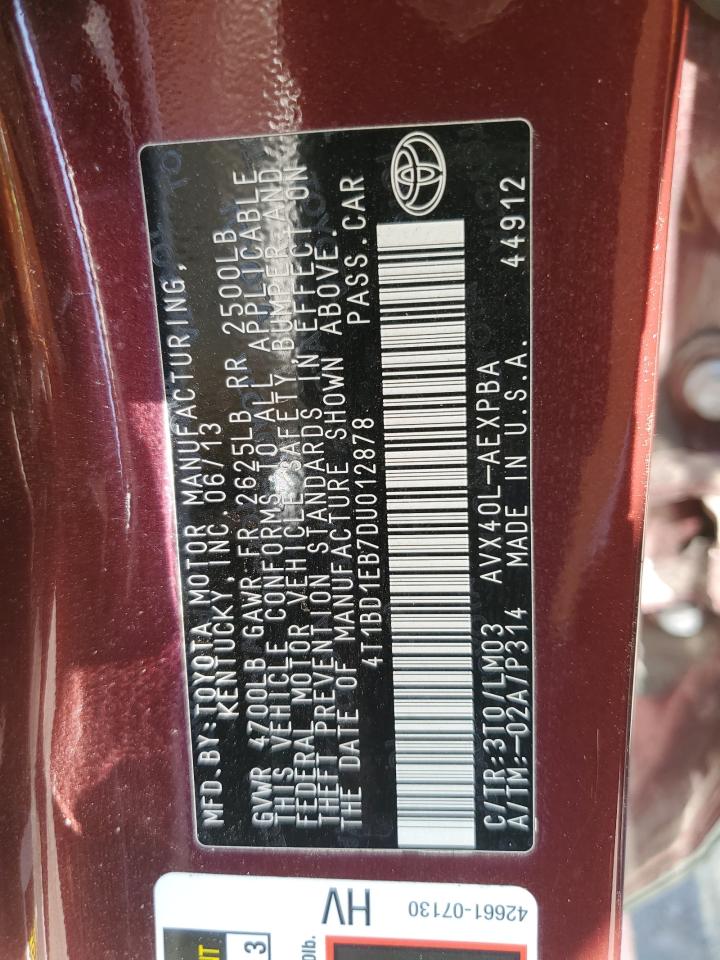 MFD.BY:TOYOTA MOTOR MANUFACTURING,
KENTUCKY,INC. 06/13
GVWR 4700LB GAWR FR 2625LB RR 2500LB
THIS VEHICLE CONFORMS TO ALL APPLICABLE
FEDERAL MOTOR VEHICLE SAFETY, BUMPER, AND
THEFT PREVENTION STANDARDS IN EFFECT ON
THE DATE OF MANUFACTURE SHOWN ABOVE.
4T1BD1EB7DU012878 PASS.CAR
C/TR:3T0/LM03 AVX40L-AEXPBA 44912
A/TM:-02A7P314 MADE IN U.S.A.
HV
42661-07130
3